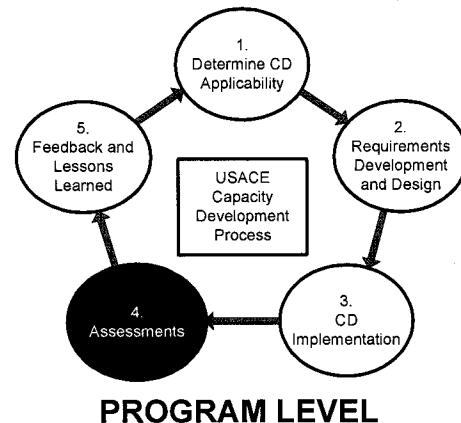 1.
Determine CD
Applicability
2.
Requirements
Development
and Design
3.
CD
Implementation
4.
Assessments
5.
Feedback and
Lessons
Learned
USACE
Capacity
Development
Process
PROGRAM LEVEL